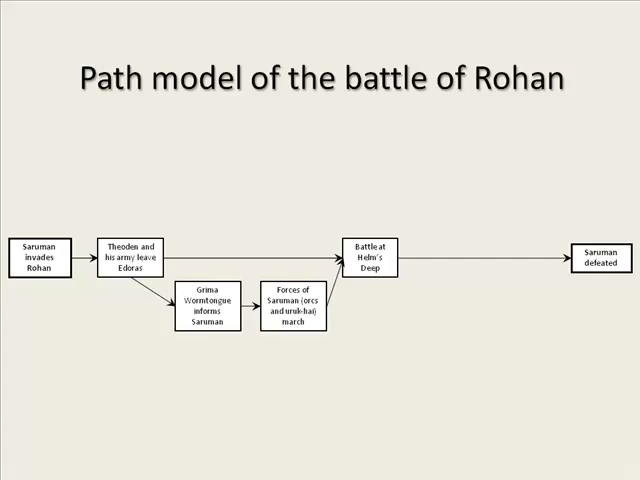 Path model of the battle of Rohan
Saruman
invades
Rohan
Theoden and
his army leave
Edoras
Grima
Wormtongue
informs
Saruman
Forces of
Saruman (orcs
and uruk-hai)
march
Battle at
Helm's
Deep
Saruman
defeated